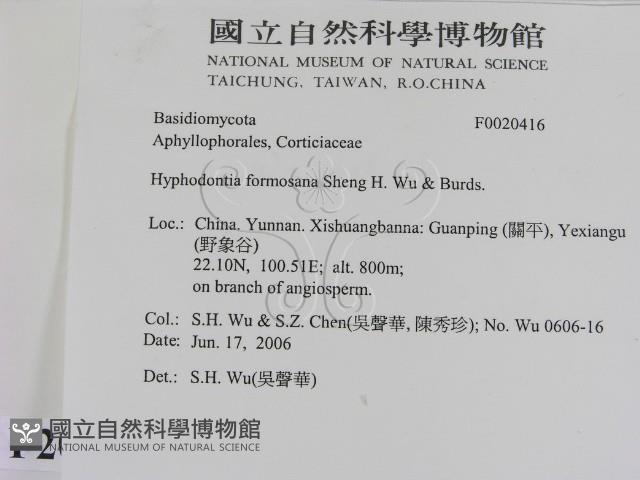 國立自然科學博物館
NATIONAL MUSEUM OF NATURAL SCIENCE
TAICHUNG, TAIWAN, R.O.CHINA
Basidiomycota F0020416
Aphyllophorales, Corticiaceae
Hyphodontia formosana Sheng H. Wu & Burds.
Loc.: China. Yunnan. Xishuangbanna: Guanping (關平), Yexiangu
(野象谷)
22.10N, 100.51E; alt. 800m;
on branch of angiosperm.
Col.: S.H. Wu & S.Z. Chen(吳聲華, 陳秀珍); No. Wu 0606-16
Date: Jun. 17, 2006
Det.: S.H. Wu(吳聲華)
國立自然科學博物館
NATIONAL MUSEUM OF NATURAL SCIENCE